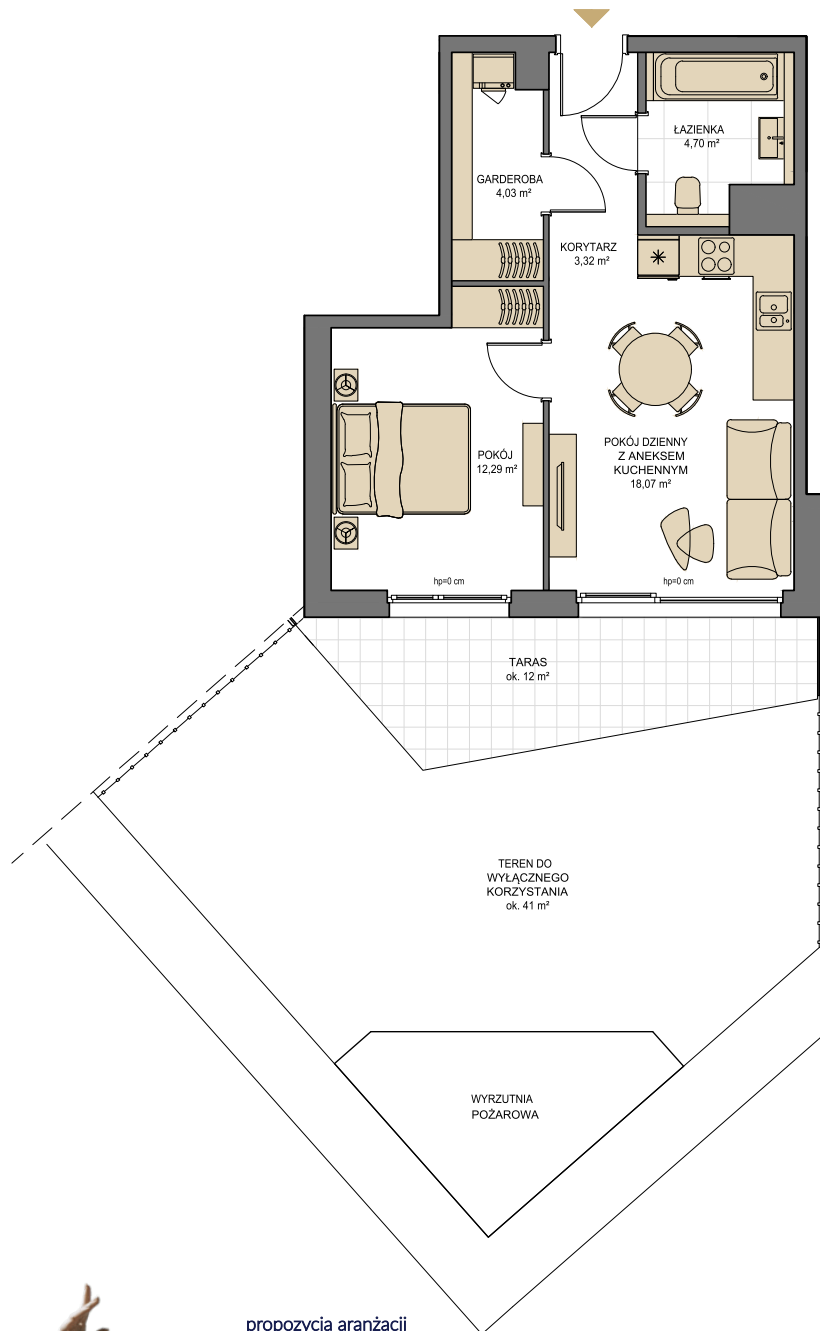 ŁAZIENKA
4,70 m²
GARDEROBA
4,03 m²
KORYTARZ
3,32 m²
POKÓJ
12,29 m²
POKÓJ DZIENNY
Z ANEKSEM
KUCHENNYM
18,07 m²
hp=0 cm
hp=0 cm
TARAS
ok. 12 m²
TEREN DO
WYŁĄCZNEGO
KORZYSTANIA
ok. 41 m²
WYRZUTNIA
POŻAROWA
propozycja aranżacji